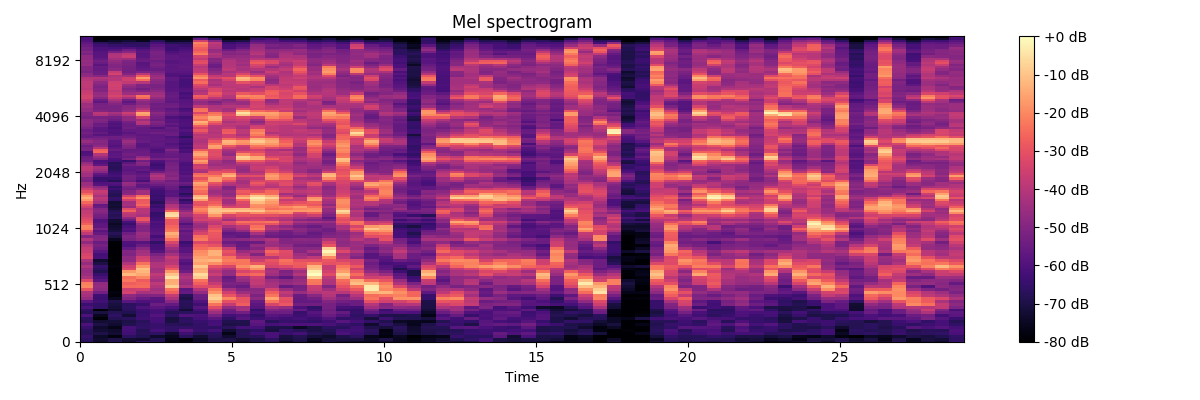 Mel spectrogram
Hz
8192
4096
2048
1024
512
0
0 5 10 15 20 25
Time
+0 dB
-10 dB
-20 dB
-30 dB
-40 dB
-50 dB
-60 dB
-70 dB
-80 dB